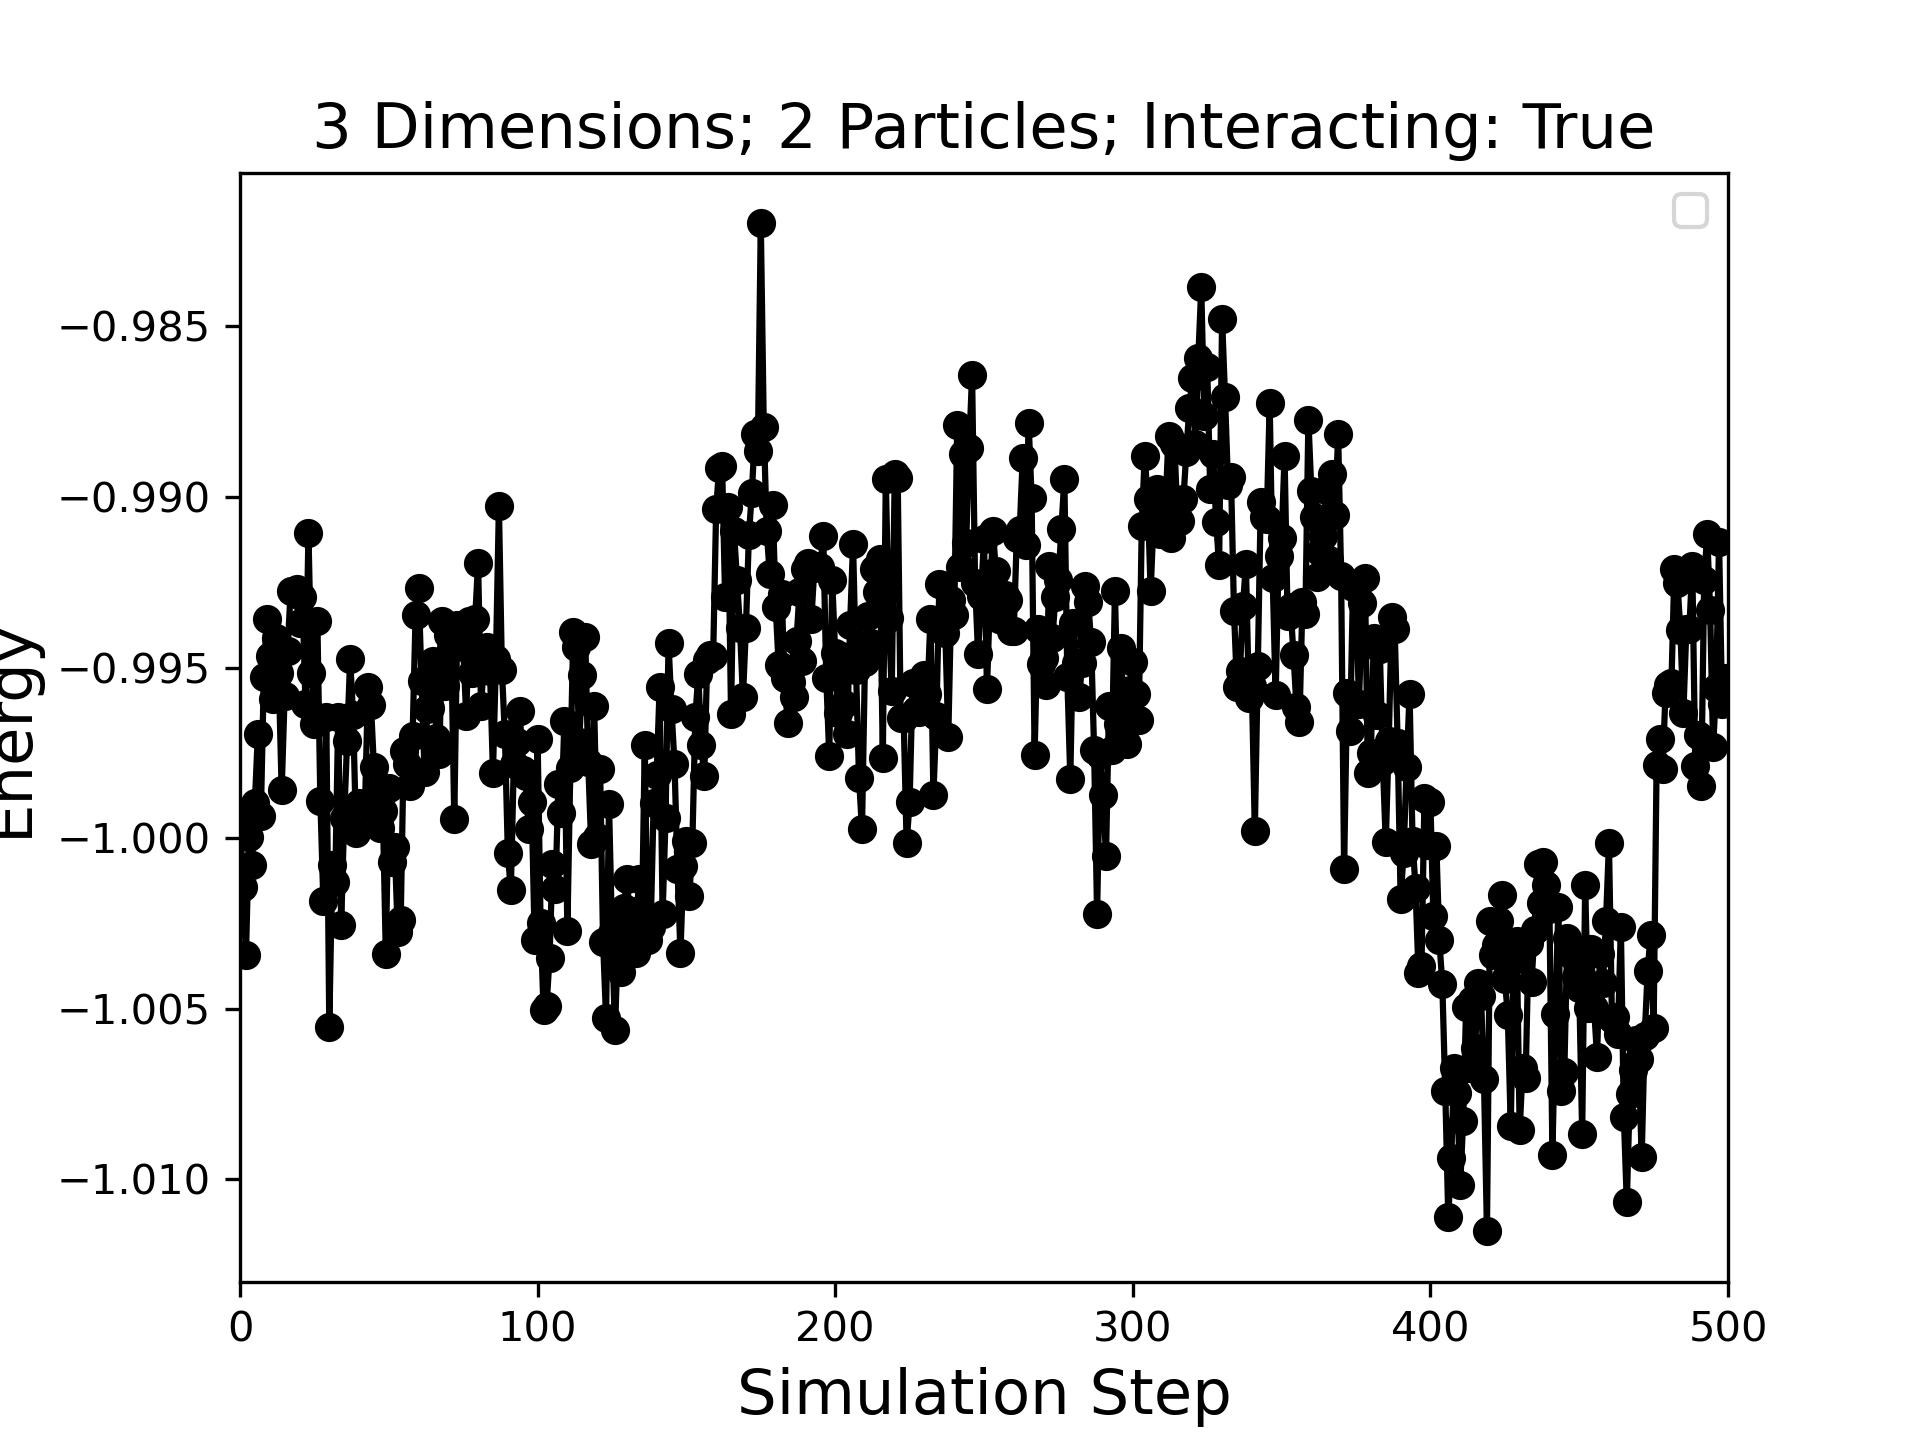 3 Dimensions; 2 Particles; Interacting: True
−0.985
−0.990
−0.995
−1.000
−1.005
−1.010
Energy
0 100 200 300 400 500
Simulation Step